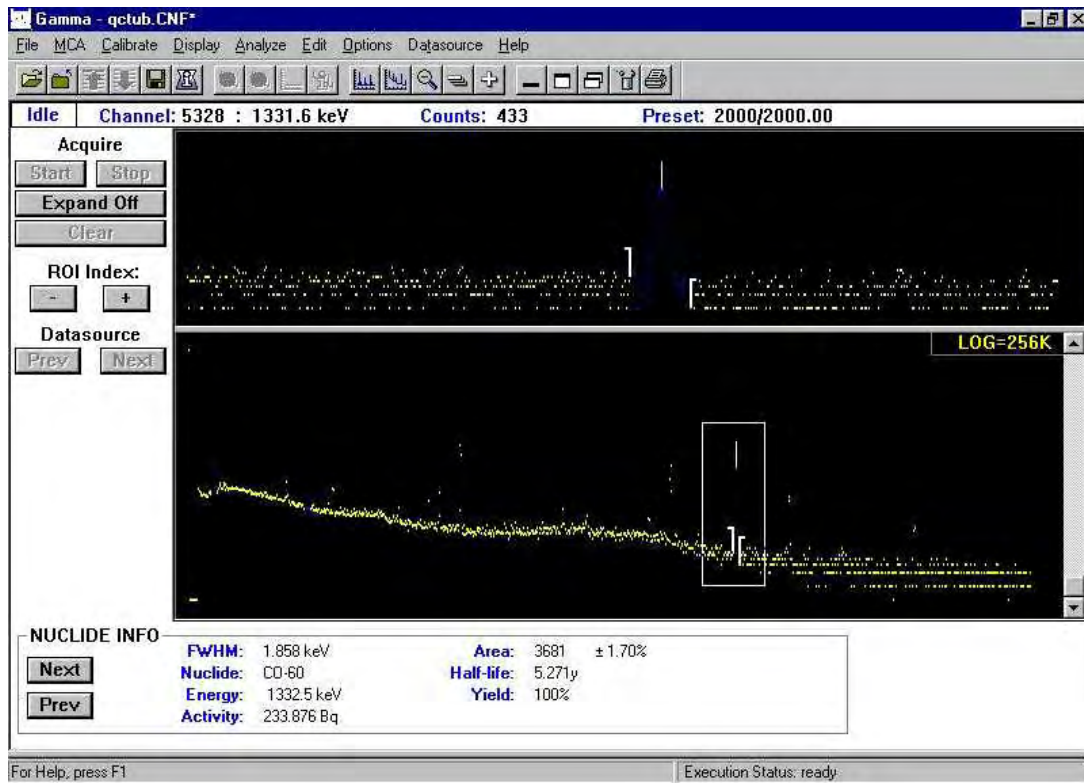 Gamma - qctub.CNF*
File MCA Calibrate Display Analyze Edit Options Datasource Help
Idle Channel: 5328 : 1331.6 keV Counts: 433 Preset: 2000/2000.00
Acquire
Start Stop
Expand Off
Clear
ROI Index:
- +
Datasource
Prev Next
LOG=256K
NUCLIDE INFO
Next
Prev
FWHM: 1.858 keV Area: 3681 ± 1.70%
Nuclide: CO-60 Half-life: 5.271y
Energy: 1332.5 keV Yield: 100%
Activity: 233.876 Bq
For Help, press F1 Execution Status: ready